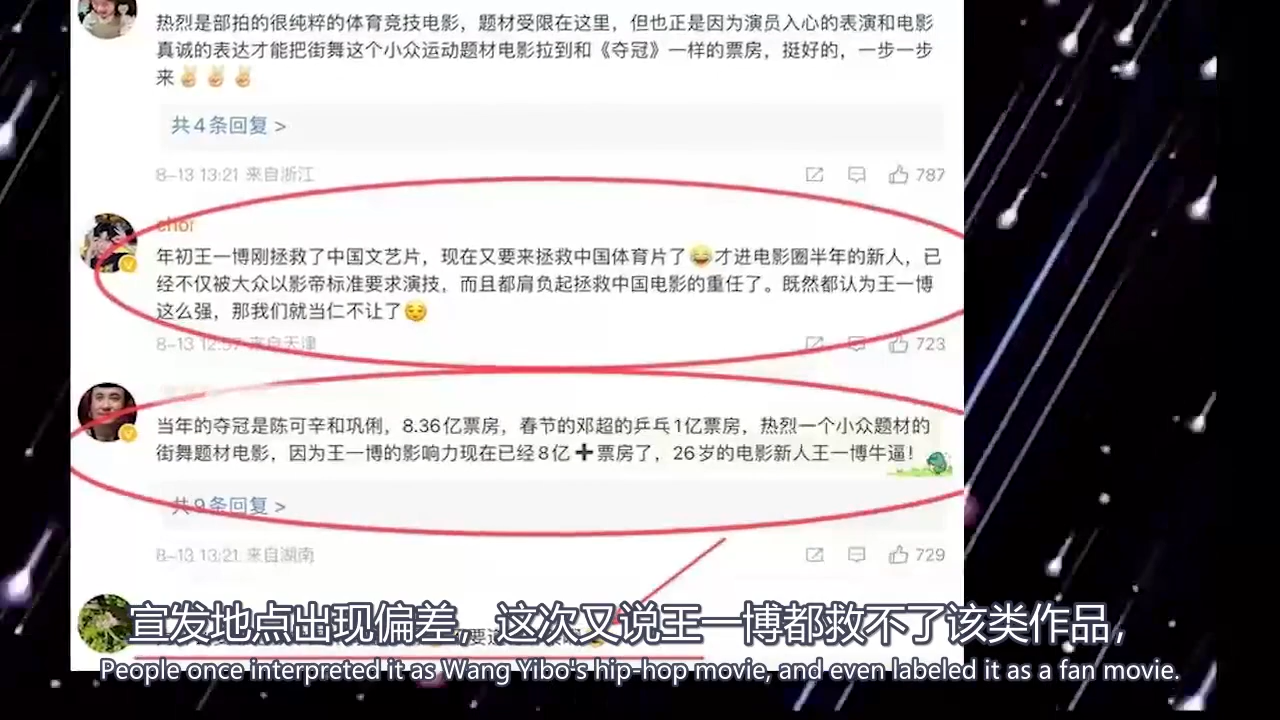 热烈是部拍的很纯粹的体育竞技电影，题材受限在这里，但也正是因为演员入心的表演和电影
真诚的表达才能把街舞这个小众运动题材电影拉到和《夺冠》一样的票房，挺好的，一步一步
来✌✌✌
共4条回复 >
8-13 13:21 来自浙江
787
choi
年初王一博刚拯救了中国文艺片，现在又要来拯救中国体育片了😂才进电影圈半年的新人，已
经不仅被大众以影帝标准要求演技，而且都肩负起拯救中国电影的重任了。既然都认为王一博
这么强，那我们就当仁不让了😌
8-13 12:57 来自天津
723
当年的夺冠是陈可辛和巩俐，8.36亿票房，春节的邓超的乒乓1亿票房，热烈一个小众题材的
街舞题材电影，因为王一博的影响力现在已经8亿➕票房了，26岁的电影新人王一博牛逼！
共9条回复 >
8-13 13:21 来自湖南
729
宣发地点出现偏差，这次又说王一博都救不了该类作品，
People once interpreted it as Wang Yibo's hip-hop movie, and even labeled it as a fan movie.